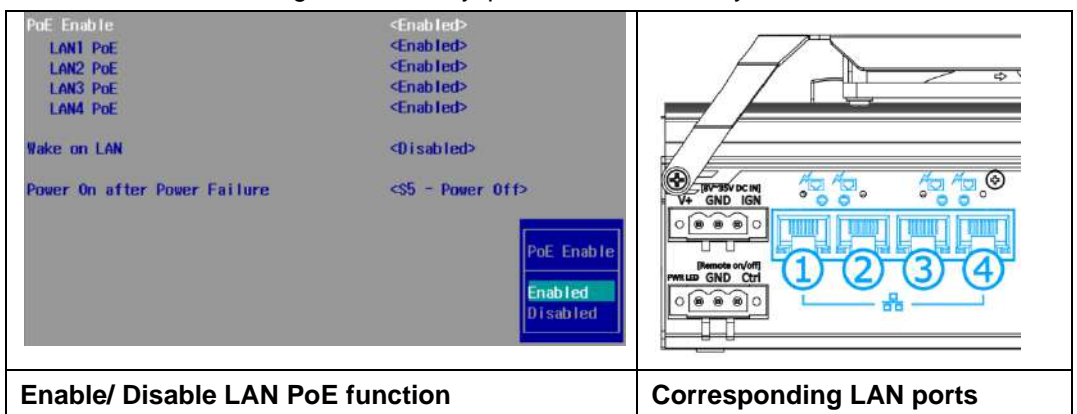 PoE Enable <Enabled>
LAN1 PoE <Enabled>
LAN2 PoE <Enabled>
LAN3 PoE <Enabled>
LAN4 PoE <Enabled>
Wake on LAN <Disabled>
Power On after Power Failure <S5 - Power Off>
PoE Enable
Enabled
Disabled
[8V~35V DC IN]
V+ GND IGN
[Remote on/off]
PWR LED GND Ctrl
1 2 3 4
Enable/ Disable LAN PoE function
Corresponding LAN ports